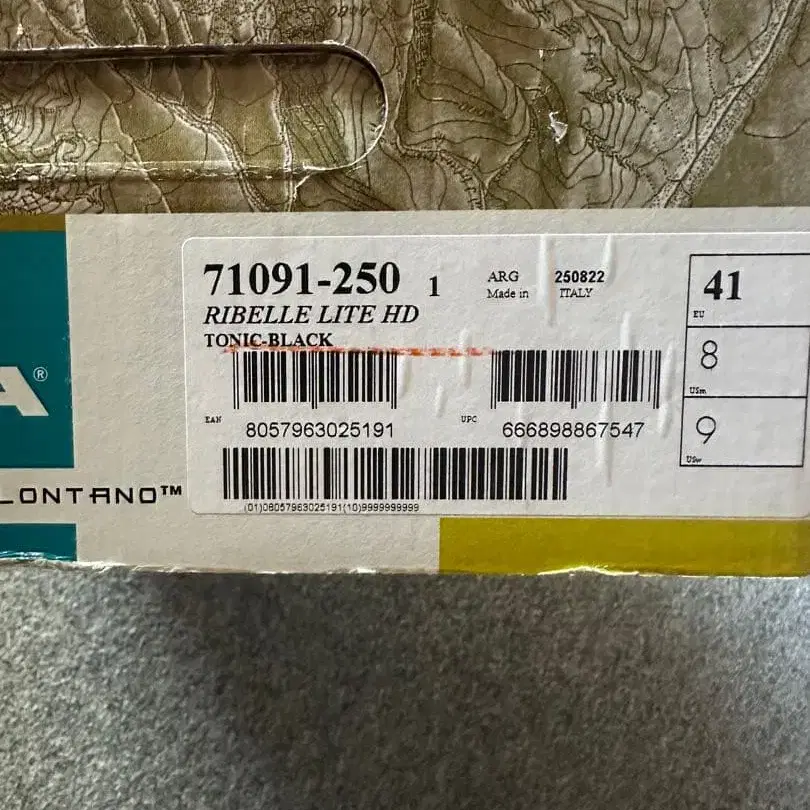 71091-250 1
ARG 250822
Made in ITALY
RIBELLE LITE HD
TONIC-BLACK
41
EU
8
USm
9
USw
EAN 8057963025191
UPC 666898867547
(01)08057963025191(10)9999999999
A®
LONTANO™